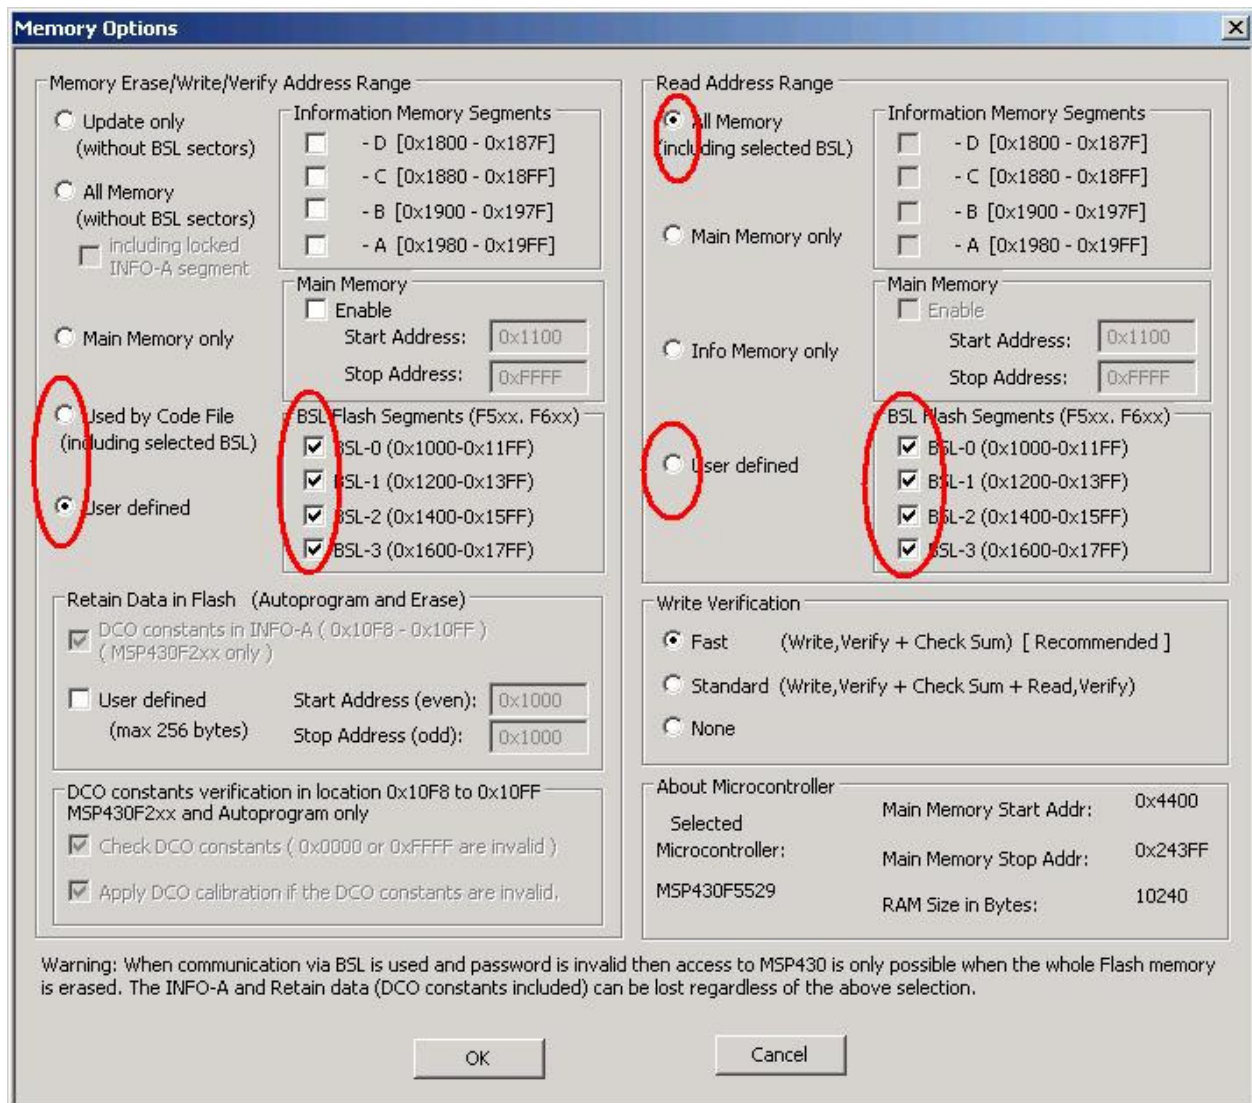 Memory Options
Memory Erase/Write/Verify Address Range
Update only
(without BSL sectors)
All Memory
(without BSL sectors)
including locked
INFO-A segment
Main Memory only
Used by Code File
(including selected BSL)
User defined
Information Memory Segments
- D [0x1800 - 0x187F]
- C [0x1880 - 0x18FF]
- B [0x1900 - 0x197F]
- A [0x1980 - 0x19FF]
Main Memory
Enable
Start Address: 0x1100
Stop Address: 0xFFFF
BSL Flash Segments (F5xx. F6xx)
BSL-0 (0x1000-0x11FF)
BSL-1 (0x1200-0x13FF)
BSL-2 (0x1400-0x15FF)
BSL-3 (0x1600-0x17FF)
Retain Data in Flash (Autoprogram and Erase)
DCO constants in INFO-A ( 0x10F8 - 0x10FF )
( MSP430F2xx only )
User defined
(max 256 bytes)
Start Address (even): 0x1000
Stop Address (odd): 0x1000
DCO constants verification in location 0x10F8 to 0x10FF
MSP430F2xx and Autoprogram only
Check DCO constants ( 0x0000 or 0xFFFF are invalid )
Apply DCO calibration if the DCO constants are invalid.
Read Address Range
All Memory
(including selected BSL)
Main Memory only
Info Memory only
User defined
Information Memory Segments
- D [0x1800 - 0x187F]
- C [0x1880 - 0x18FF]
- B [0x1900 - 0x197F]
- A [0x1980 - 0x19FF]
Main Memory
Enable
Start Address: 0x1100
Stop Address: 0xFFFF
BSL Flash Segments (F5xx. F6xx)
BSL-0 (0x1000-0x11FF)
BSL-1 (0x1200-0x13FF)
BSL-2 (0x1400-0x15FF)
BSL-3 (0x1600-0x17FF)
Write Verification
Fast (Write,Verify + Check Sum) [ Recommended ]
Standard (Write,Verify + Check Sum + Read,Verify)
None
About Microcontroller
Selected
Microcontroller:
MSP430F5529
Main Memory Start Addr: 0x4400
Main Memory Stop Addr: 0x243FF
RAM Size in Bytes: 10240
Warning: When communication via BSL is used and password is invalid then access to MSP430 is only possible when the whole Flash memory
is erased. The INFO-A and Retain data (DCO constants included) can be lost regardless of the above selection.
OK
Cancel